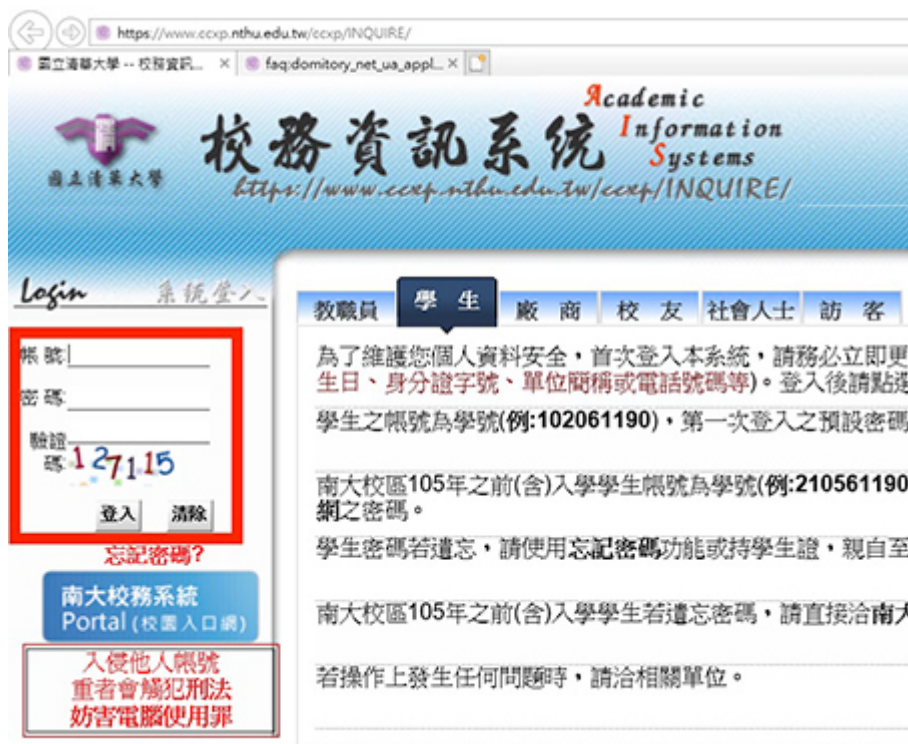 https://www.ccxp.nthu.edu.tw/ccxp/INQUIRE/
國立清華大學 -- 校務資訊...
faq:domitory_net_ua_appl...
國立清華大學
校務資訊系統
Academic
Information
Systems
https://www.ccxp.nthu.edu.tw/ccxp/INQUIRE/
Login 系統登入
教職員 學 生 廠 商 校 友 社會人士 訪 客
帳 號:
密 碼:
驗證
碼:127115
登入 清除
忘記密碼?
南大校務系統
Portal (校園入口網)
入侵他人帳號
重者會觸犯刑法
妨害電腦使用罪
為了維護您個人資料安全，首次登入本系統，請務必立即更
生日、身分證字號、單位簡稱或電話號碼等)。登入後請點選
學生之帳號為學號(例:102061190)，第一次登入之預設密碼
南大校區105年之前(含)入學學生帳號為學號(例:210561190
網之密碼。
學生密碼若遺忘，請使用忘記密碼功能或持學生證，親自至
南大校區105年之前(含)入學學生若遺忘密碼，請直接洽南大
若操作上發生任何問題時，請洽相關單位。